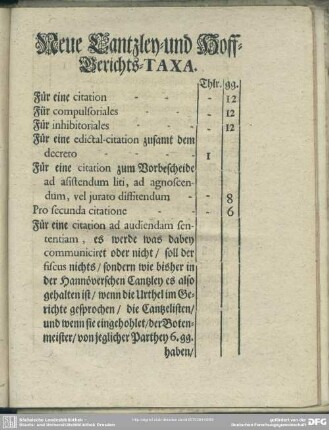 Neue Cantzley-und Hoff-
Gerichts-TAXA.
Thlr. gg.
Für eine citation - - - - 12
Für compulsoriales - - - 12
Für inhibitoriales - - - 12
Für eine edictal-citation zusamt dem
decreto - - - - 1
Für eine citation zum Vorbescheide
ad asistendum liti, ad agnoscen-
dum, vel jurato diffitendum - - 8
Pro secunda citatione - - - 6
Für eine citation ad audiendam sen-
tentiam, es werde was dabey
communiciret oder nicht / soll der
fiscus nichts / sondern wie bisher in
der Hannöverschen Cantzley es also
gehalten ist / wenn die Urthel im Ge-
richte gesprochen / die Cantzelisten /
und wenn sie eingehohlet / der Boten-
meister / von jeglicher Parthey 6. gg.
haben /